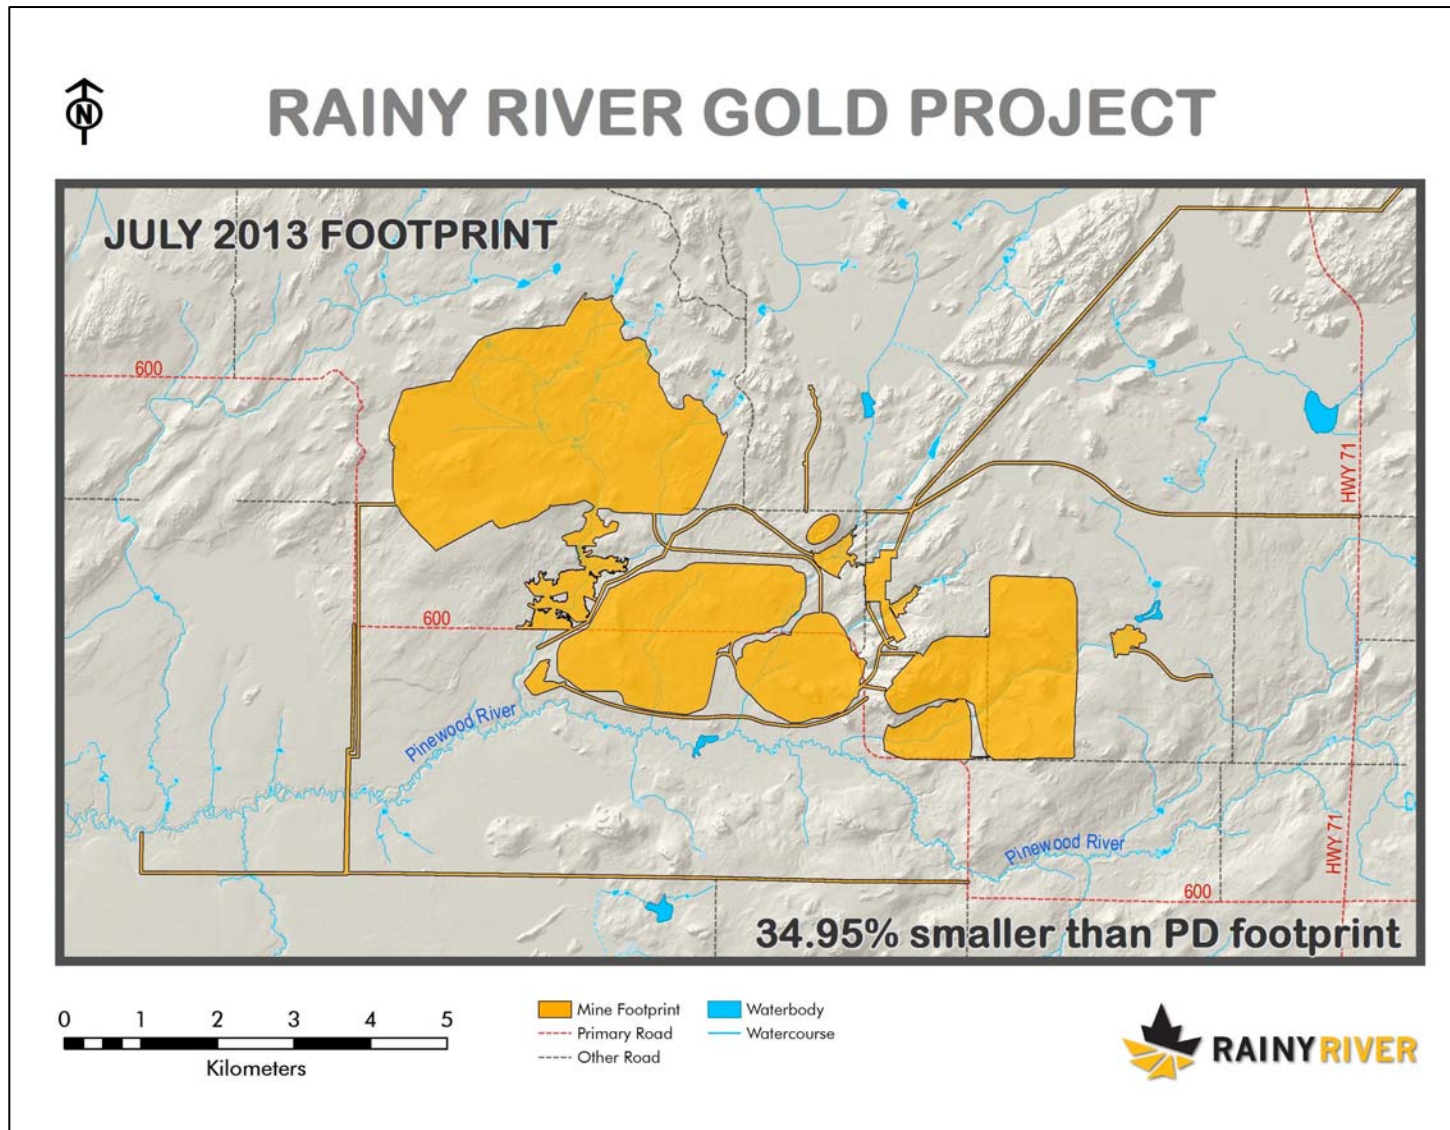 N
RAINY RIVER GOLD PROJECT
JULY 2013 FOOTPRINT
600
HWY 71
600
Pinewood River
Pinewood River
HWY 71
600
34.95% smaller than PD footprint
0 1 2 3 4 5
Kilometers
Mine Footprint
Primary Road
Other Road
Waterbody
Watercourse
RAINYRIVER